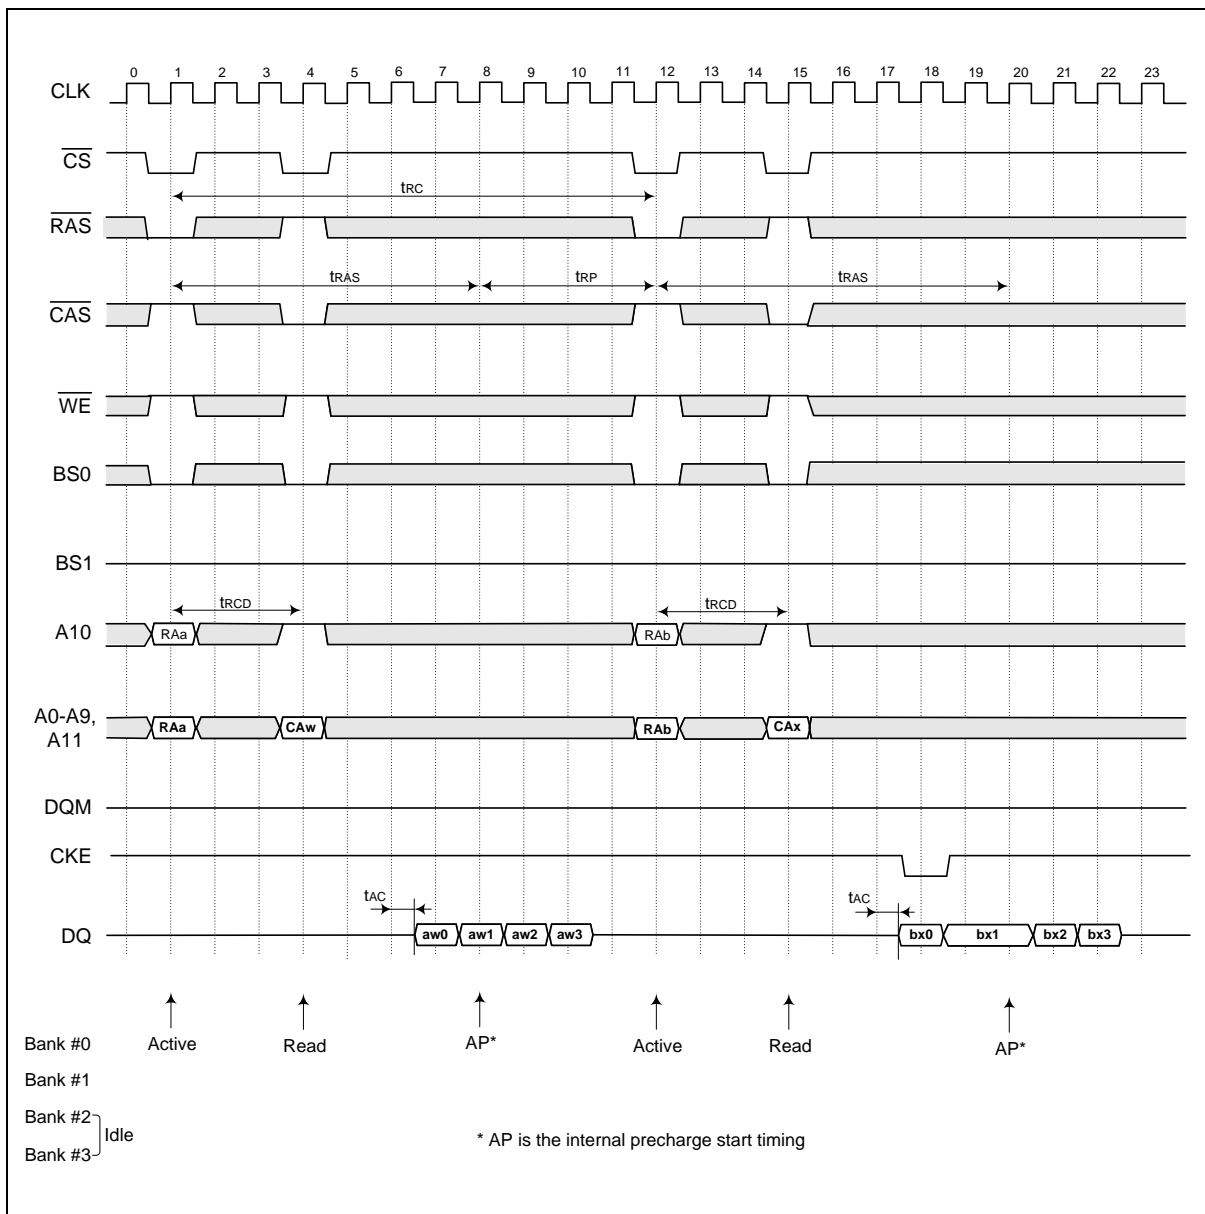 0 1 2 3 4 5 6 7 8 9 10 11 12 13 14 15 16 17 18 19 20 21 22 23
CLK
CS
tRC
RAS
tRAS tRP tRAS
CAS
WE
BS0
BS1
tRCD tRCD
A10 RAa RAb
A0-A9,
A11
RAa CAw RAb CAx
DQM
CKE
tAC tAC
DQ aw0 aw1 aw2 aw3 bx0 bx1 bx2 bx3
Bank #0 Active Read AP* Active Read AP*
Bank #1
Bank #2
Idle
Bank #3
* AP is the internal precharge start timing